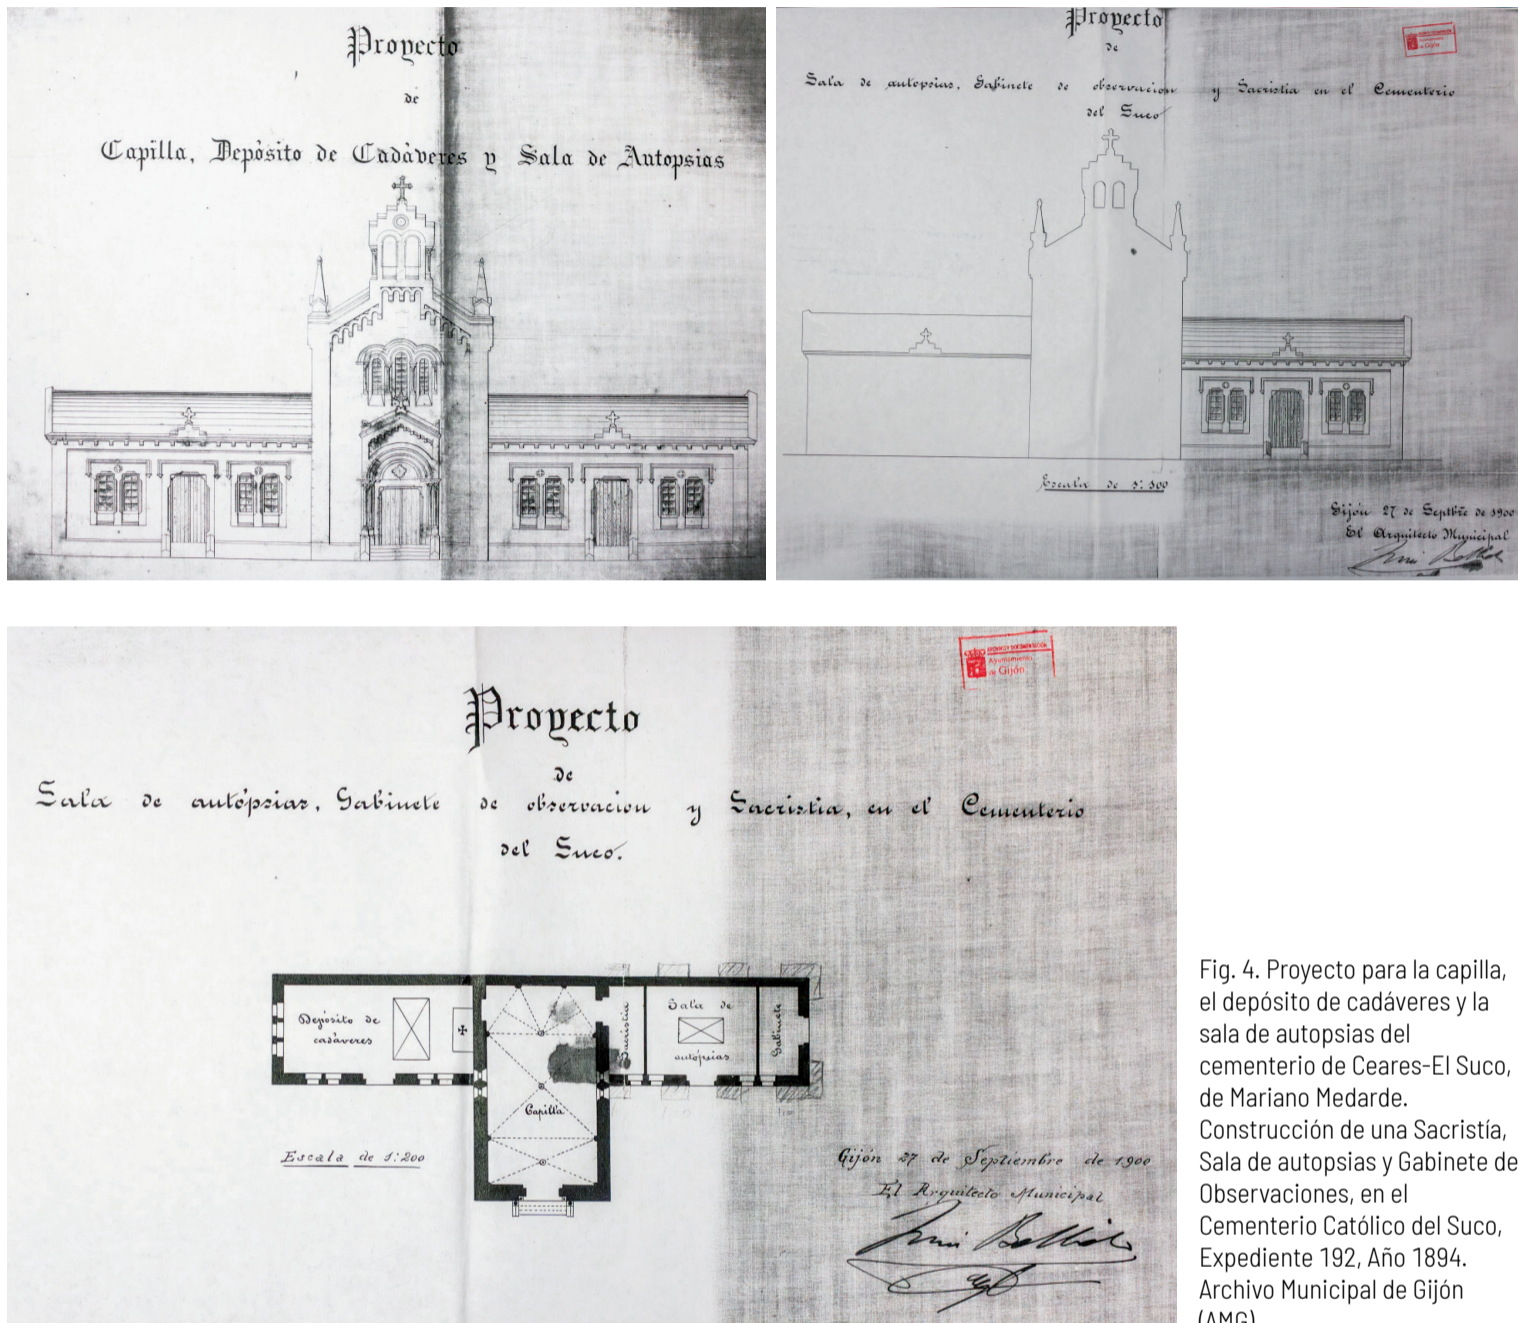 Proyecto
de
Capilla, Depósito de Cadáveres y Sala de Autopsias
Proyecto
de
Sala de autopsias, Gabinete de observacion y Sacristia en el Cementerio
del Suco
Escala de 1:100
Gijón 27 de Septbre de 1900
El Arquitecto Municipal
Proyecto
de
Sala de autópsias, Gabinete de observacion y Sacristia, en el Cementerio
del Suco.
Ayuntamiento
de Gijón
Depósito de
cadáveres
Capilla
Sacristia
Sala de
autópsias
Gabinete
Escala de 1:200
Gijón 27 de Septiembre de 1900
El Arquitecto Municipal
Fig. 4. Proyecto para la capilla,
el depósito de cadáveres y la
sala de autopsias del
cementerio de Ceares-El Suco,
de Mariano Medarde.
Construcción de una Sacristía,
Sala de autopsias y Gabinete de
Observaciones, en el
Cementerio Católico del Suco,
Expediente 192, Año 1894.
Archivo Municipal de Gijón
(AMG)